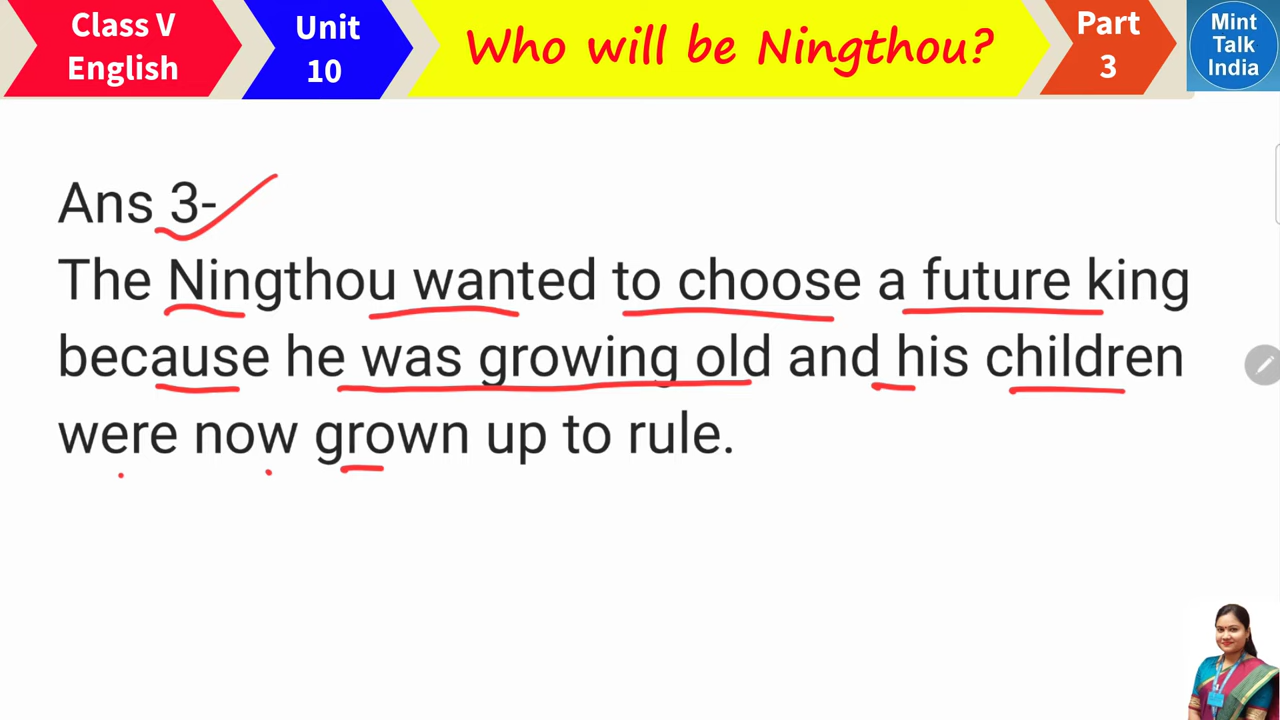 Class V
English
Unit
10
Who will be Ningthou?
Part
3
Mint
Talk
India
Ans 3-
The Ningthou wanted to choose a future king
because he was growing old and his children
were now grown up to rule.